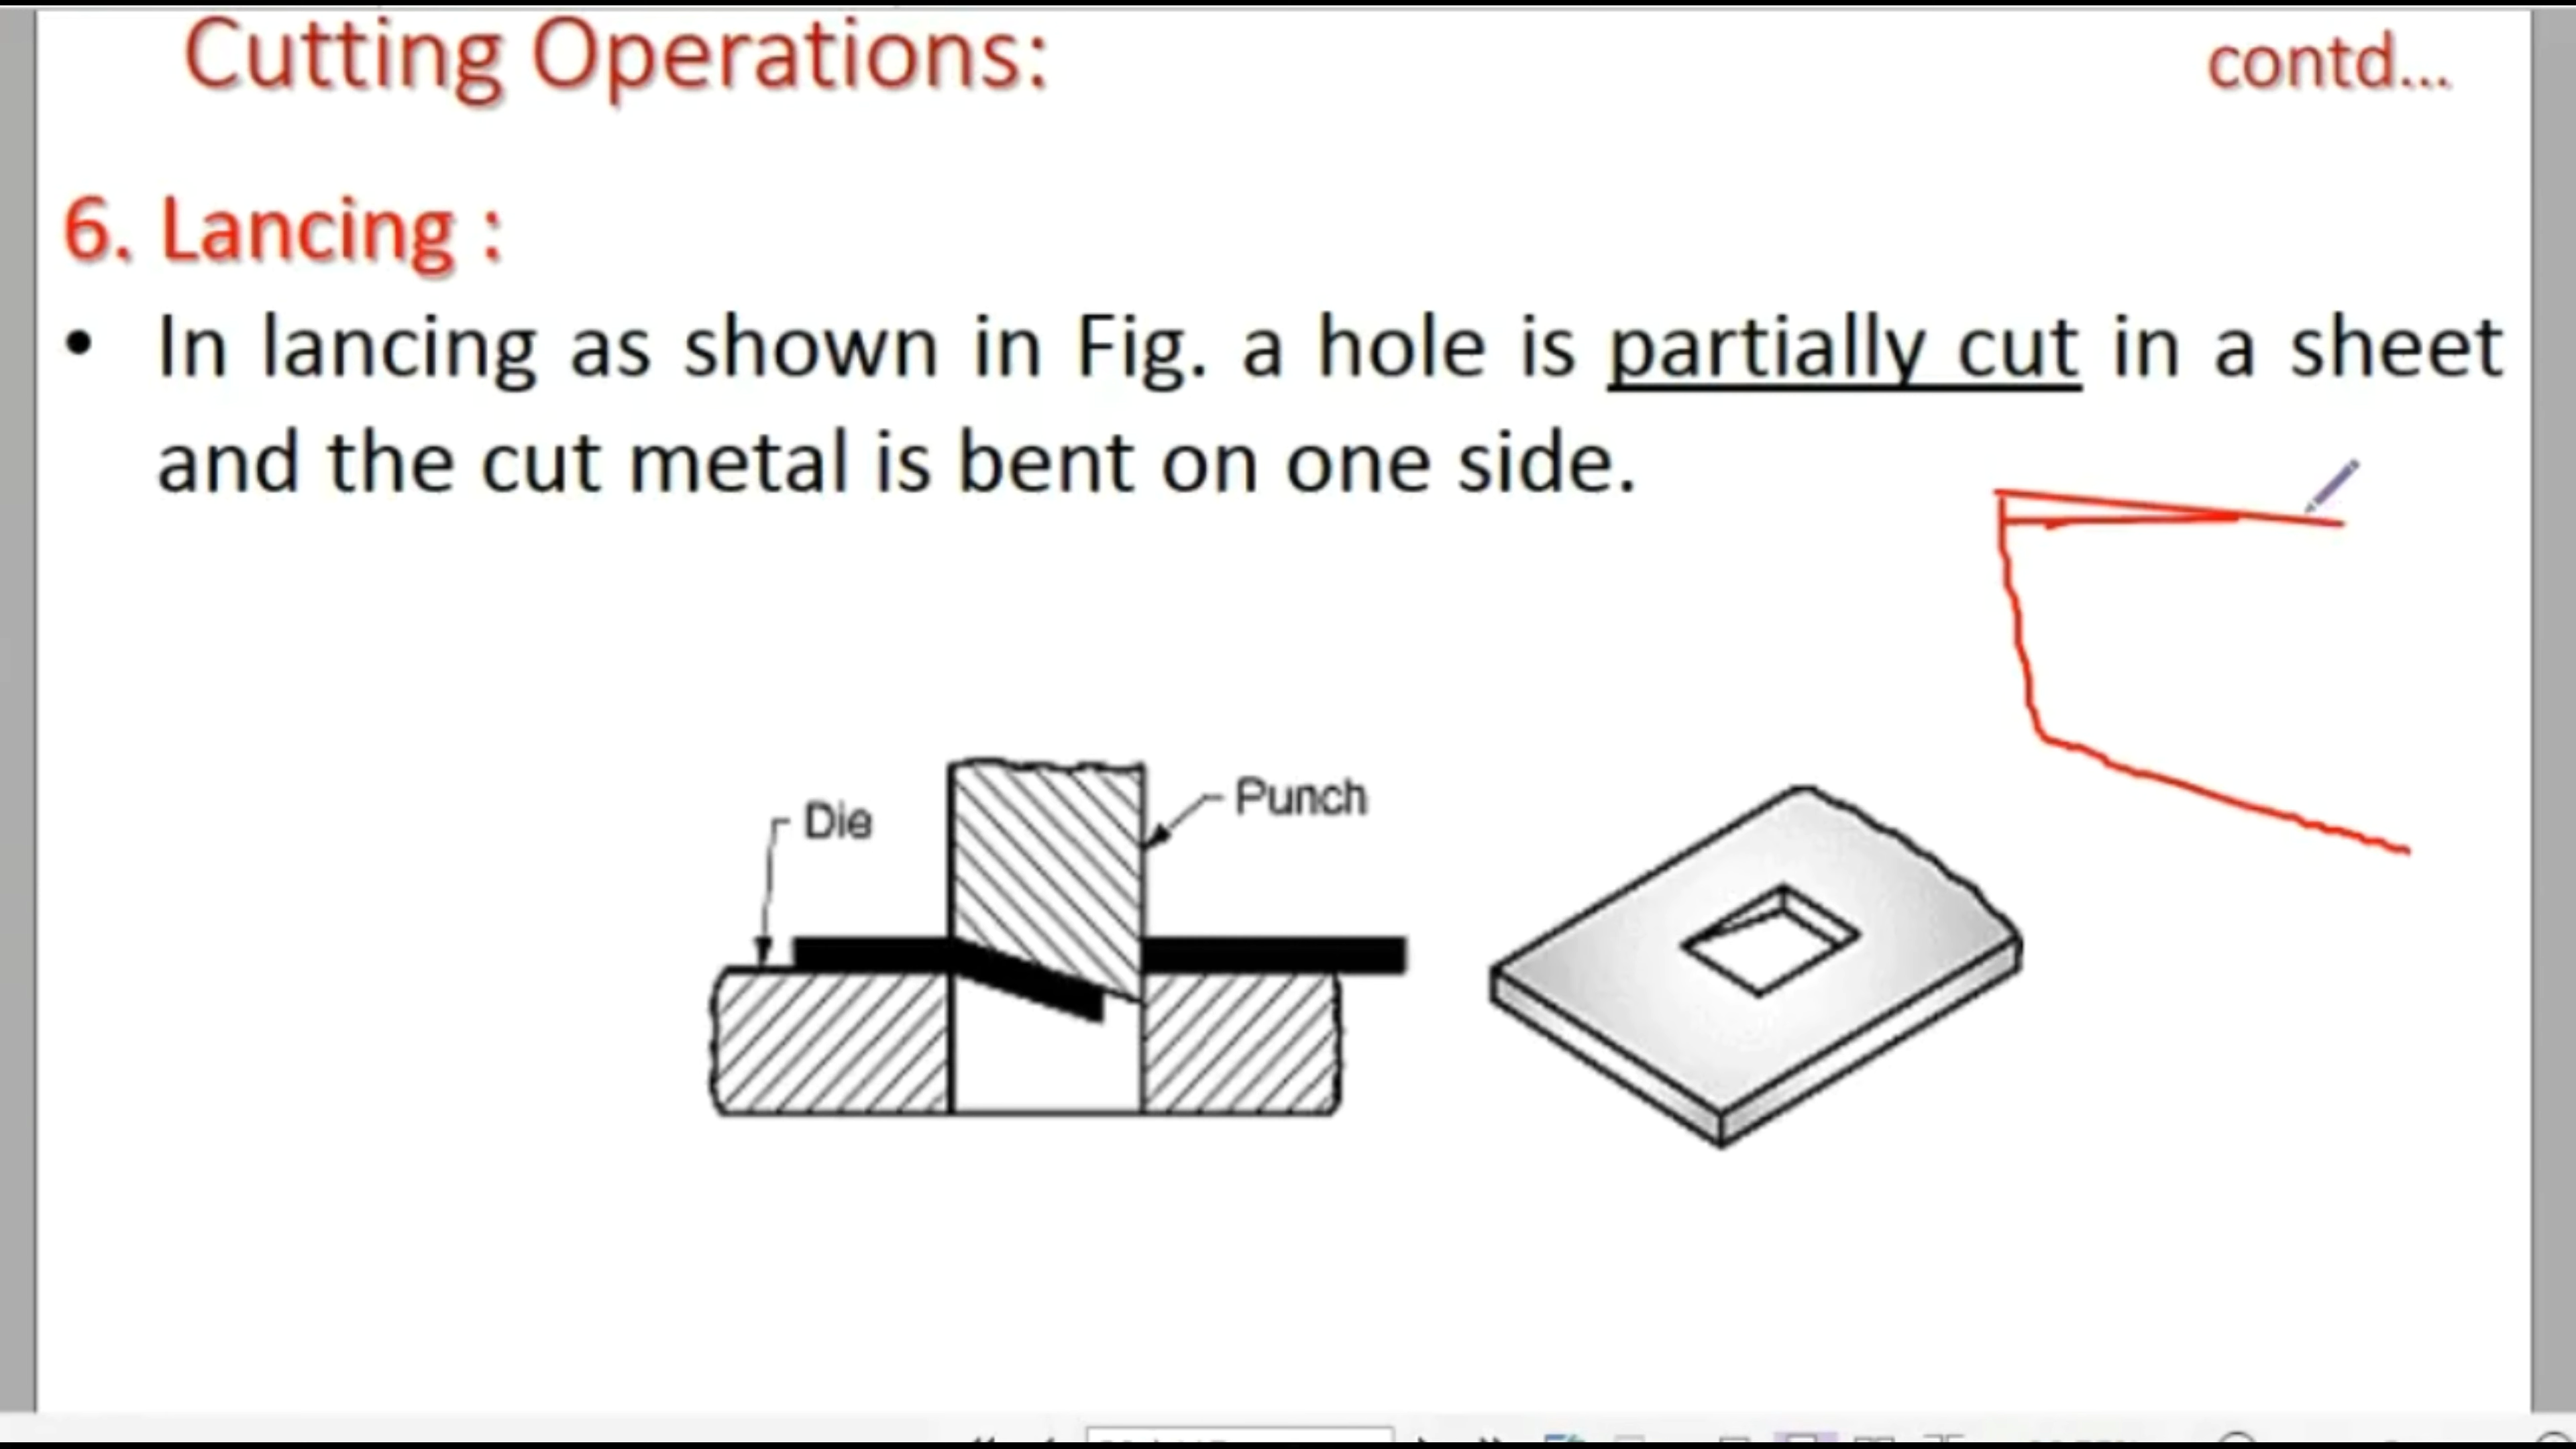 Cutting Operations: contd...
6. Lancing :
• In lancing as shown in Fig. a hole is partially cut in a sheet
and the cut metal is bent on one side.
Die
Punch